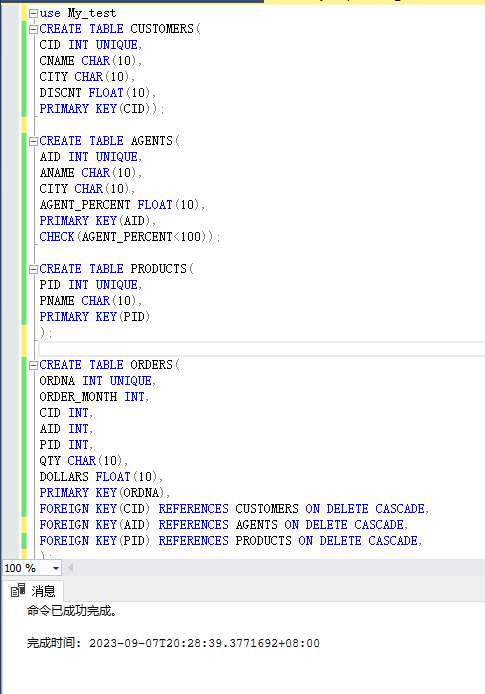 use My_test
CREATE TABLE CUSTOMERS(
CID INT UNIQUE,
CNAME CHAR(10),
CITY CHAR(10),
DISCNT FLOAT(10),
PRIMARY KEY(CID));
CREATE TABLE AGENTS(
AID INT UNIQUE,
ANAME CHAR(10),
CITY CHAR(10),
AGENT_PERCENT FLOAT(10),
PRIMARY KEY(AID),
CHECK(AGENT_PERCENT<100));
CREATE TABLE PRODUCTS(
PID INT UNIQUE,
PNAME CHAR(10),
PRIMARY KEY(PID)
);
CREATE TABLE ORDERS(
ORDNA INT UNIQUE,
ORDER_MONTH INT,
CID INT,
AID INT,
PID INT,
QTY CHAR(10),
DOLLARS FLOAT(10),
PRIMARY KEY(ORDNA),
FOREIGN KEY(CID) REFERENCES CUSTOMERS ON DELETE CASCADE,
FOREIGN KEY(AID) REFERENCES AGENTS ON DELETE CASCADE,
FOREIGN KEY(PID) REFERENCES PRODUCTS ON DELETE CASCADE,
);
100 %
消息
命令已成功完成。
完成时间: 2023-09-07T20:28:39.3771692+08:00